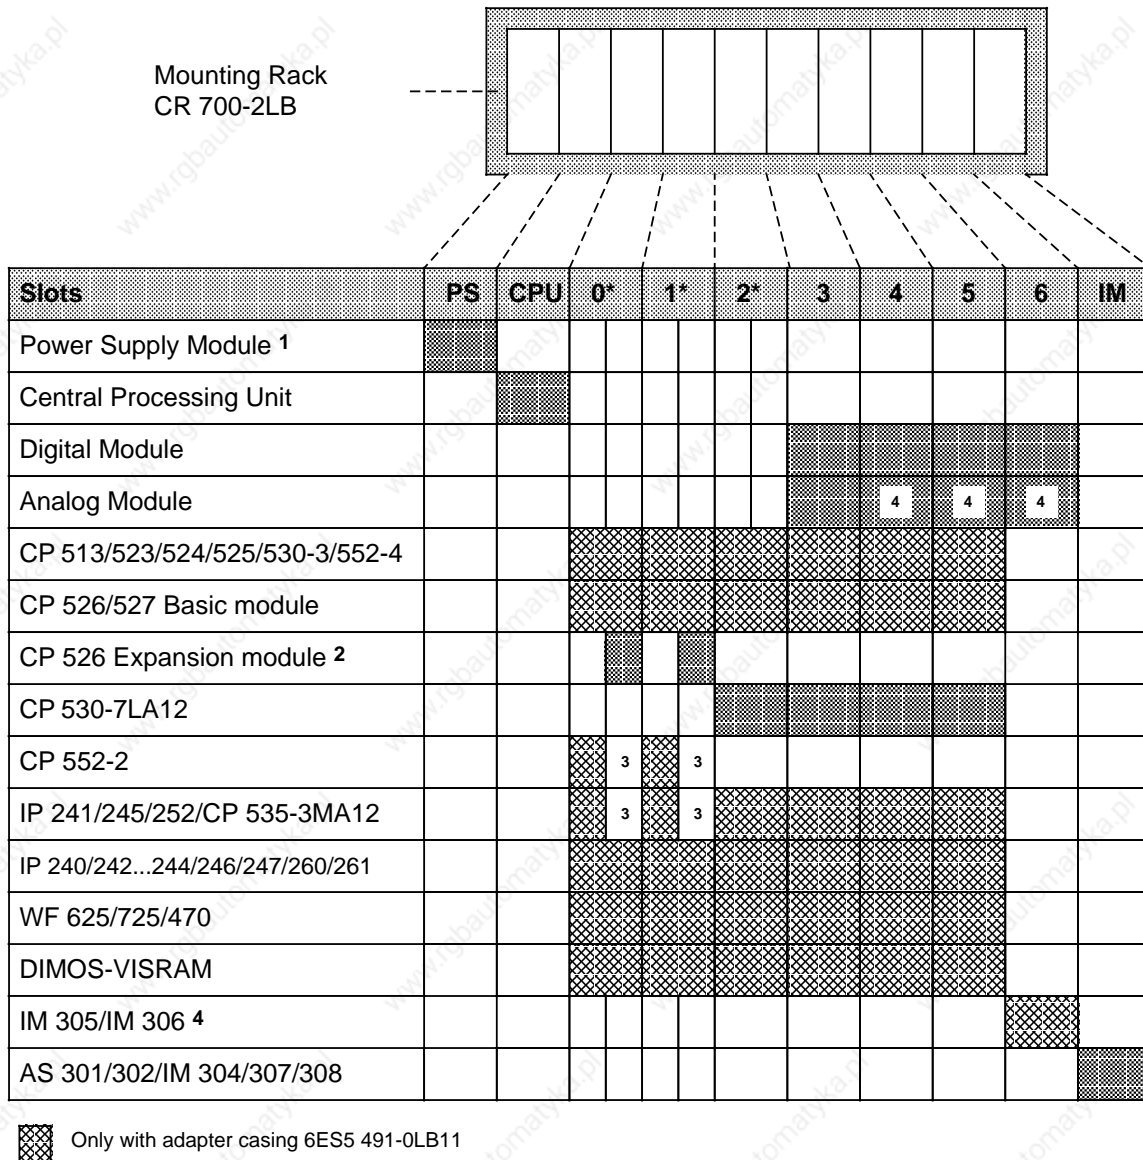 Mounting Rack
CR 700-2LB
Slots PS CPU 0* 1* 2* 3 4 5 6 IM
Power Supply Module 1
Central Processing Unit
Digital Module
Analog Module 4 4 4
CP 513/523/524/525/530-3/552-4
CP 526/527 Basic module
CP 526 Expansion module 2
CP 530-7LA12
CP 552-2 3 3
IP 241/245/252/CP 535-3MA12 3 3
IP 240/242...244/246/247/260/261
WF 625/725/470
DIMOS-VISRAM
IM 305/IM 306 4
AS 301/302/IM 304/307/308
Only with adapter casing 6ES5 491-0LB11
www.rgbautomatyka.pl